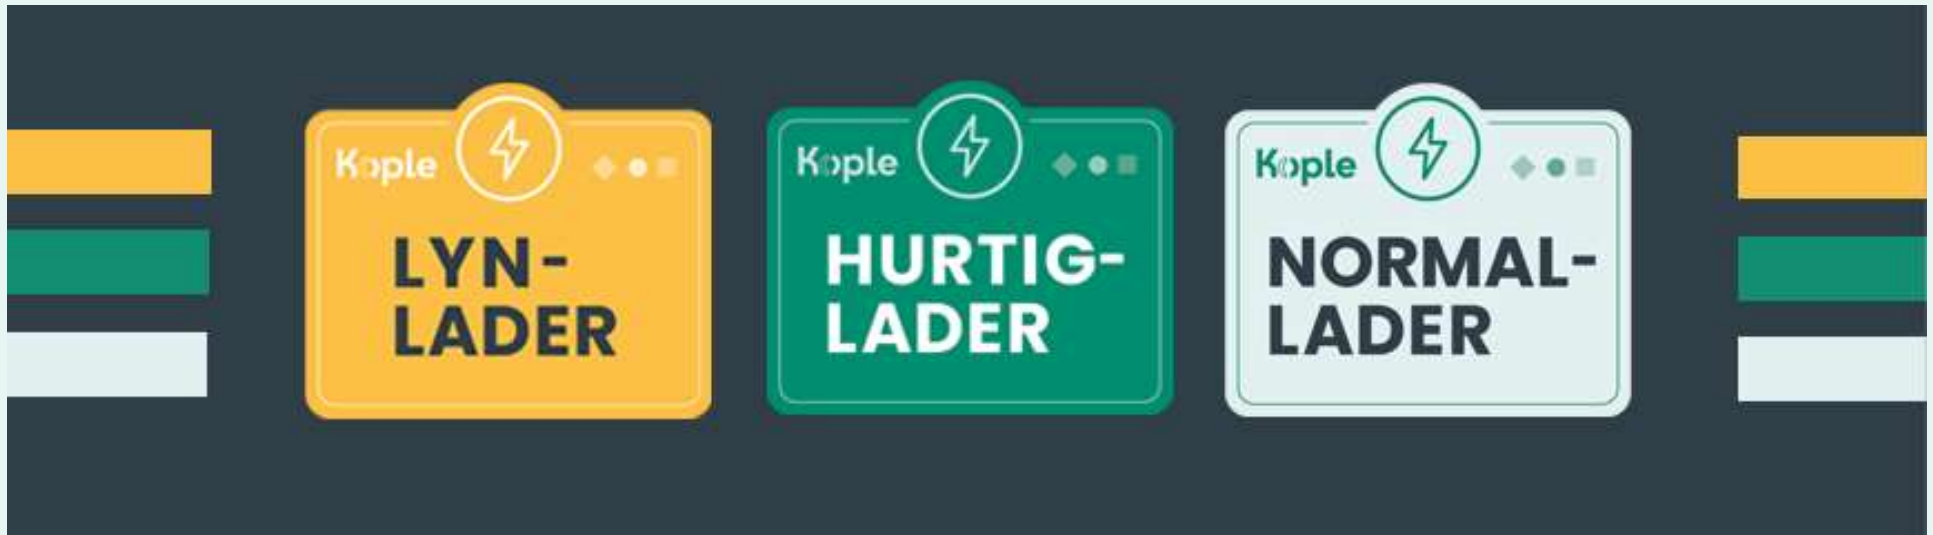 Kople
LYN-
LADER
Kople
HURTIG-
LADER
Kople
NORMAL-
LADER